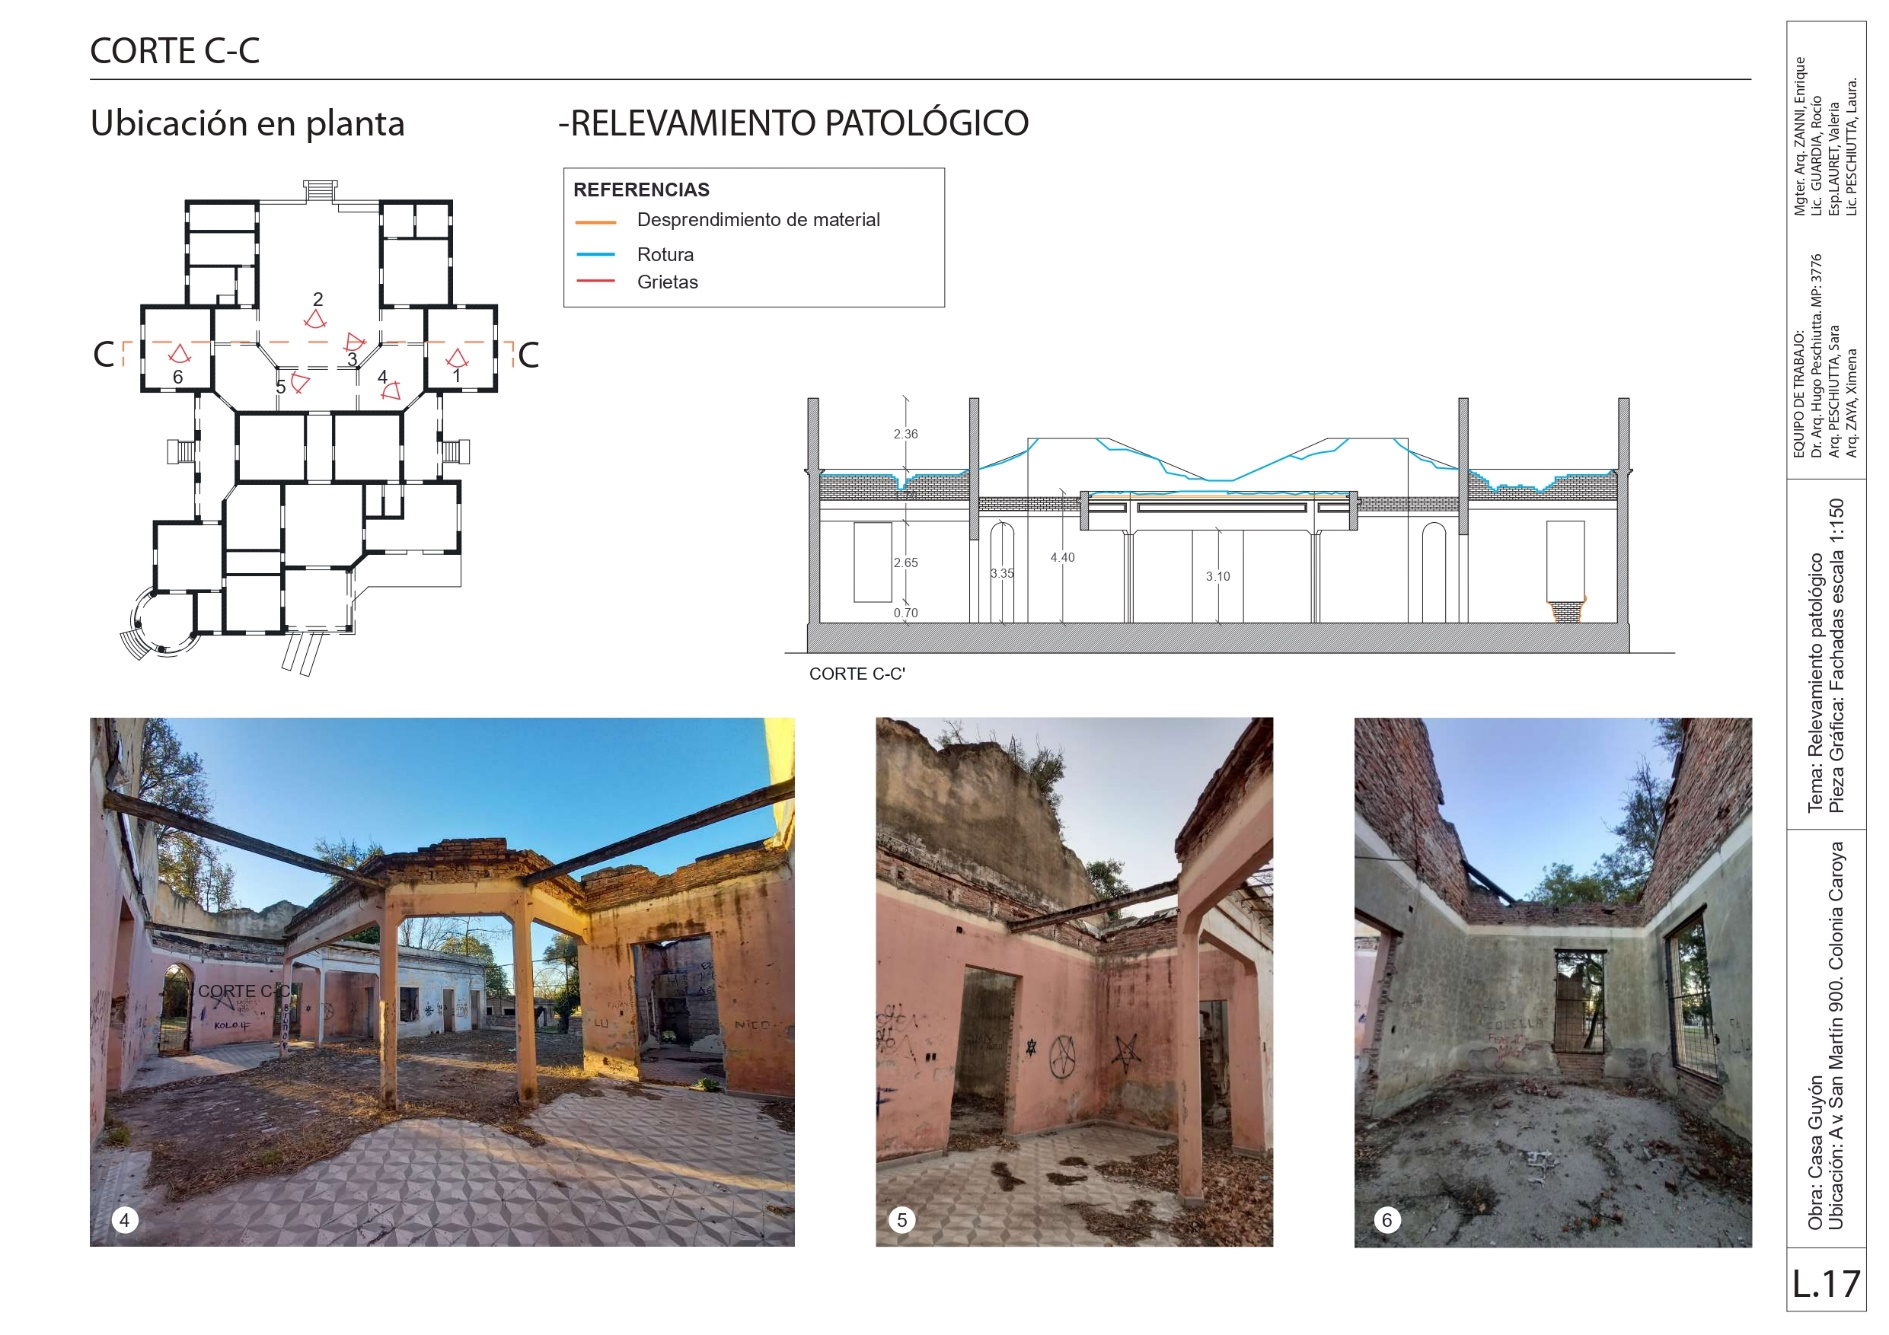 CORTE C-C
Ubicación en planta
-RELEVAMIENTO PATOLÓGICO
REFERENCIAS
Desprendimiento de material
Rotura
Grietas
2
3
C
C
6
5
4
1
2.36
2.65
0.70
3.35
4.40
3.10
CORTE C-C'
CORTE C-C'
KOLO.IF
LU
NICO
4
5
6
Mgter. Arq. ZANNI, Enrique
Lic. GUARDIA, Rocío
Esp.LAURET, Valeria
Lic. PESCHIUTTA, Laura.
EQUIPO DE TRABAJO:
Dr. Arq. Hugo Peschiutta. MP: 3776
Arq. PESCHIUTTA, Sara
Arq. ZAYA, Ximena
Tema: Relevamiento patológico
Pieza Gráfica: Fachadas escala 1:150
Obra: Casa Guyón
Ubicación: Av. San Martín 900. Colonia Caroya
L.17